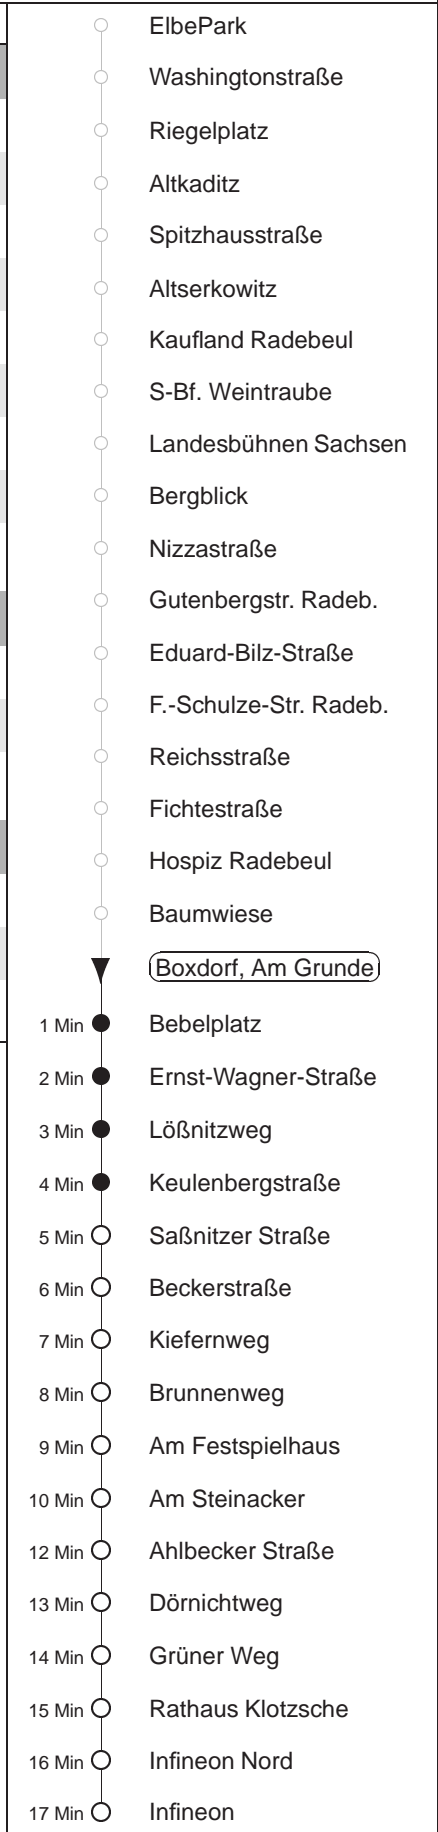 ElbePark
Washingtonstraße
Riegelplatz
Altkaditz
Spitzhausstraße
Altserkowitz
Kaufland Radebeul
S-Bf. Weintraube
Landesbühnen Sachsen
Bergblick
Nizzastraße
Gutenbergstr. Radeb.
Eduard-Bilz-Straße
F.-Schulze-Str. Radeb.
Reichsstraße
Fichtestraße
Hospiz Radebeul
Baumwiese
Boxdorf, Am Grunde
1 Min Bebelplatz
2 Min Ernst-Wagner-Straße
3 Min Lößnitzweg
4 Min Keulenbergstraße
5 Min Saßnitzer Straße
6 Min Beckerstraße
7 Min Kiefernweg
8 Min Brunnenweg
9 Min Am Festspielhaus
10 Min Am Steinacker
12 Min Ahlbecker Straße
13 Min Dörnichtweg
14 Min Grüner Weg
15 Min Rathaus Klotzsche
16 Min Infineon Nord
17 Min Infineon